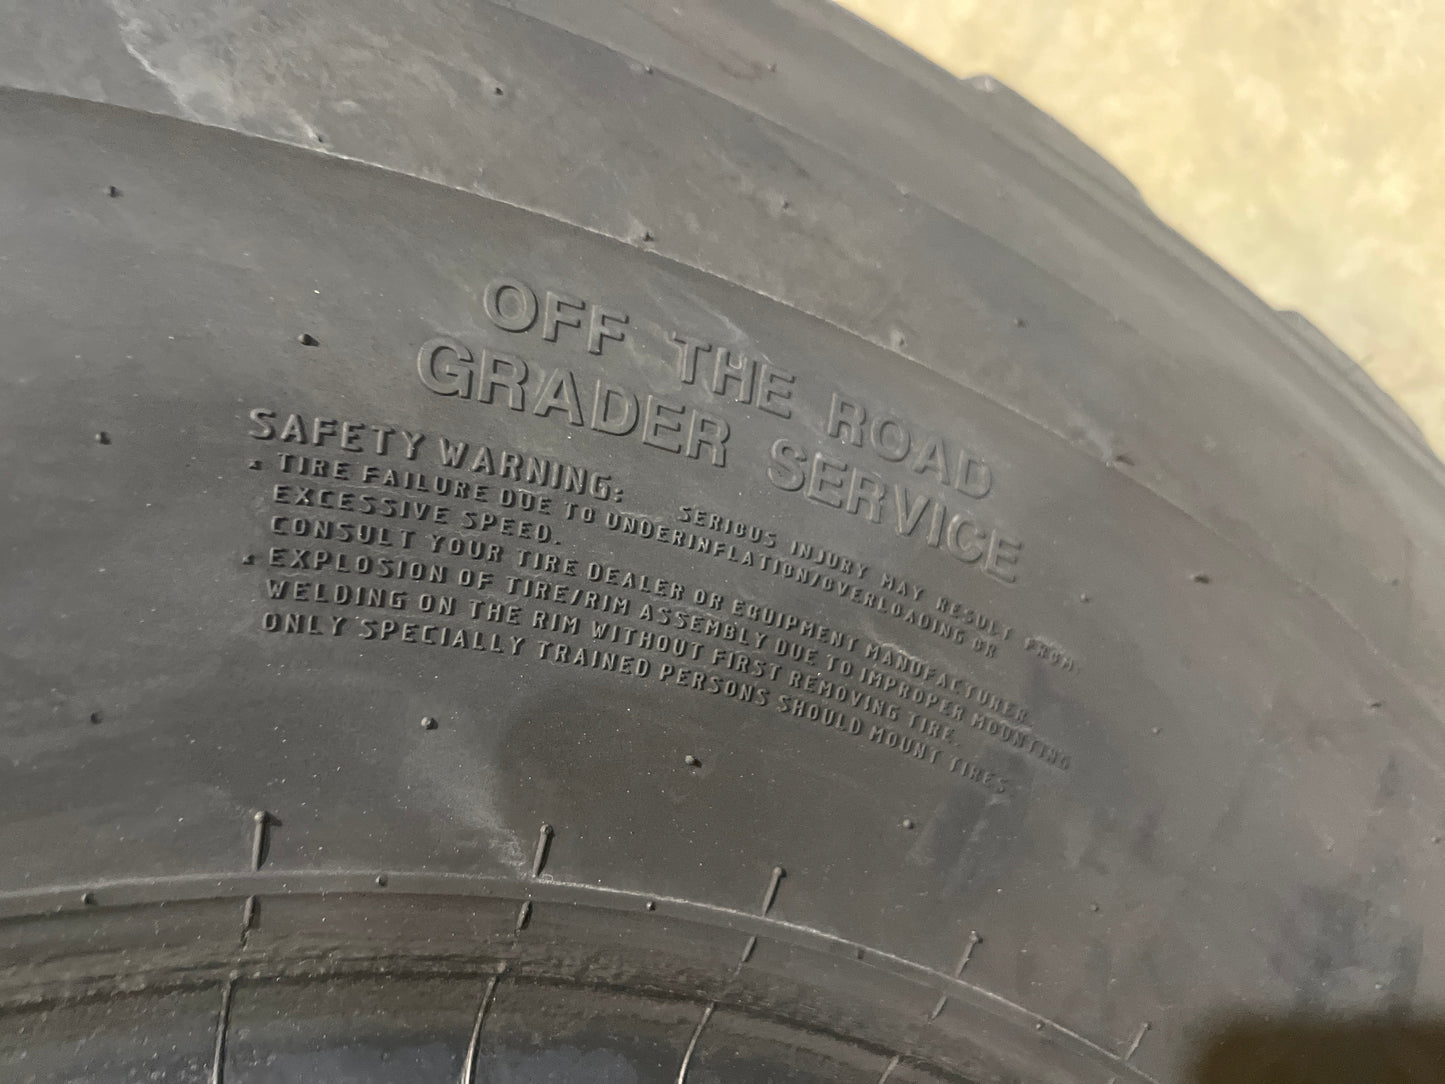 OFF THE ROAD
GRADER SERVICE
SAFETY WARNING: SERIOUS INJURY MAY RESULT FROM:
* TIRE FAILURE DUE TO UNDERINFLATION/OVERLOADING OR
EXCESSIVE SPEED.
CONSULT YOUR TIRE DEALER OR EQUIPMENT MANUFACTURER.
* EXPLOSION OF TIRE/RIM ASSEMBLY DUE TO IMPROPER MOUNTING
WELDING ON THE RIM WITHOUT FIRST REMOVING TIRE.
ONLY SPECIALLY TRAINED PERSONS SHOULD MOUNT TIRES.